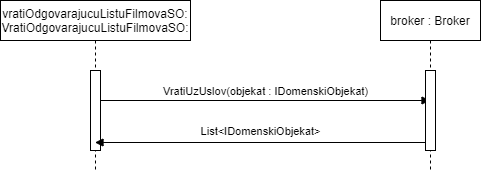 vratiOdgovarajucuListuFilmovaSO:
VratiOdgovarajucuListuFilmovaSO:
broker : Broker
VratiUzUslov(objekat : IDomenskiObjekat)
List<IDomenskiObjekat>